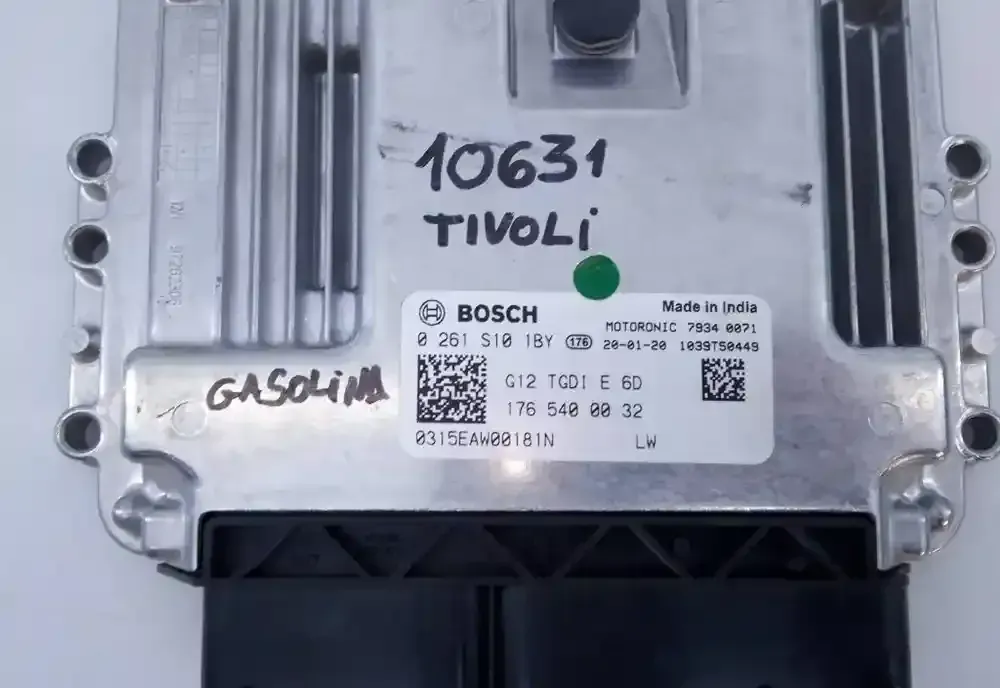 10631
TIVOLi
GASOLiNA
BOSCH
Made in India
MOTORONIC 7934 0071
0 261 S10 1BY 176 20-01-20 1039T50449
G12 TGDI E 6D
176 540 00 32
0315EAW00181N LW